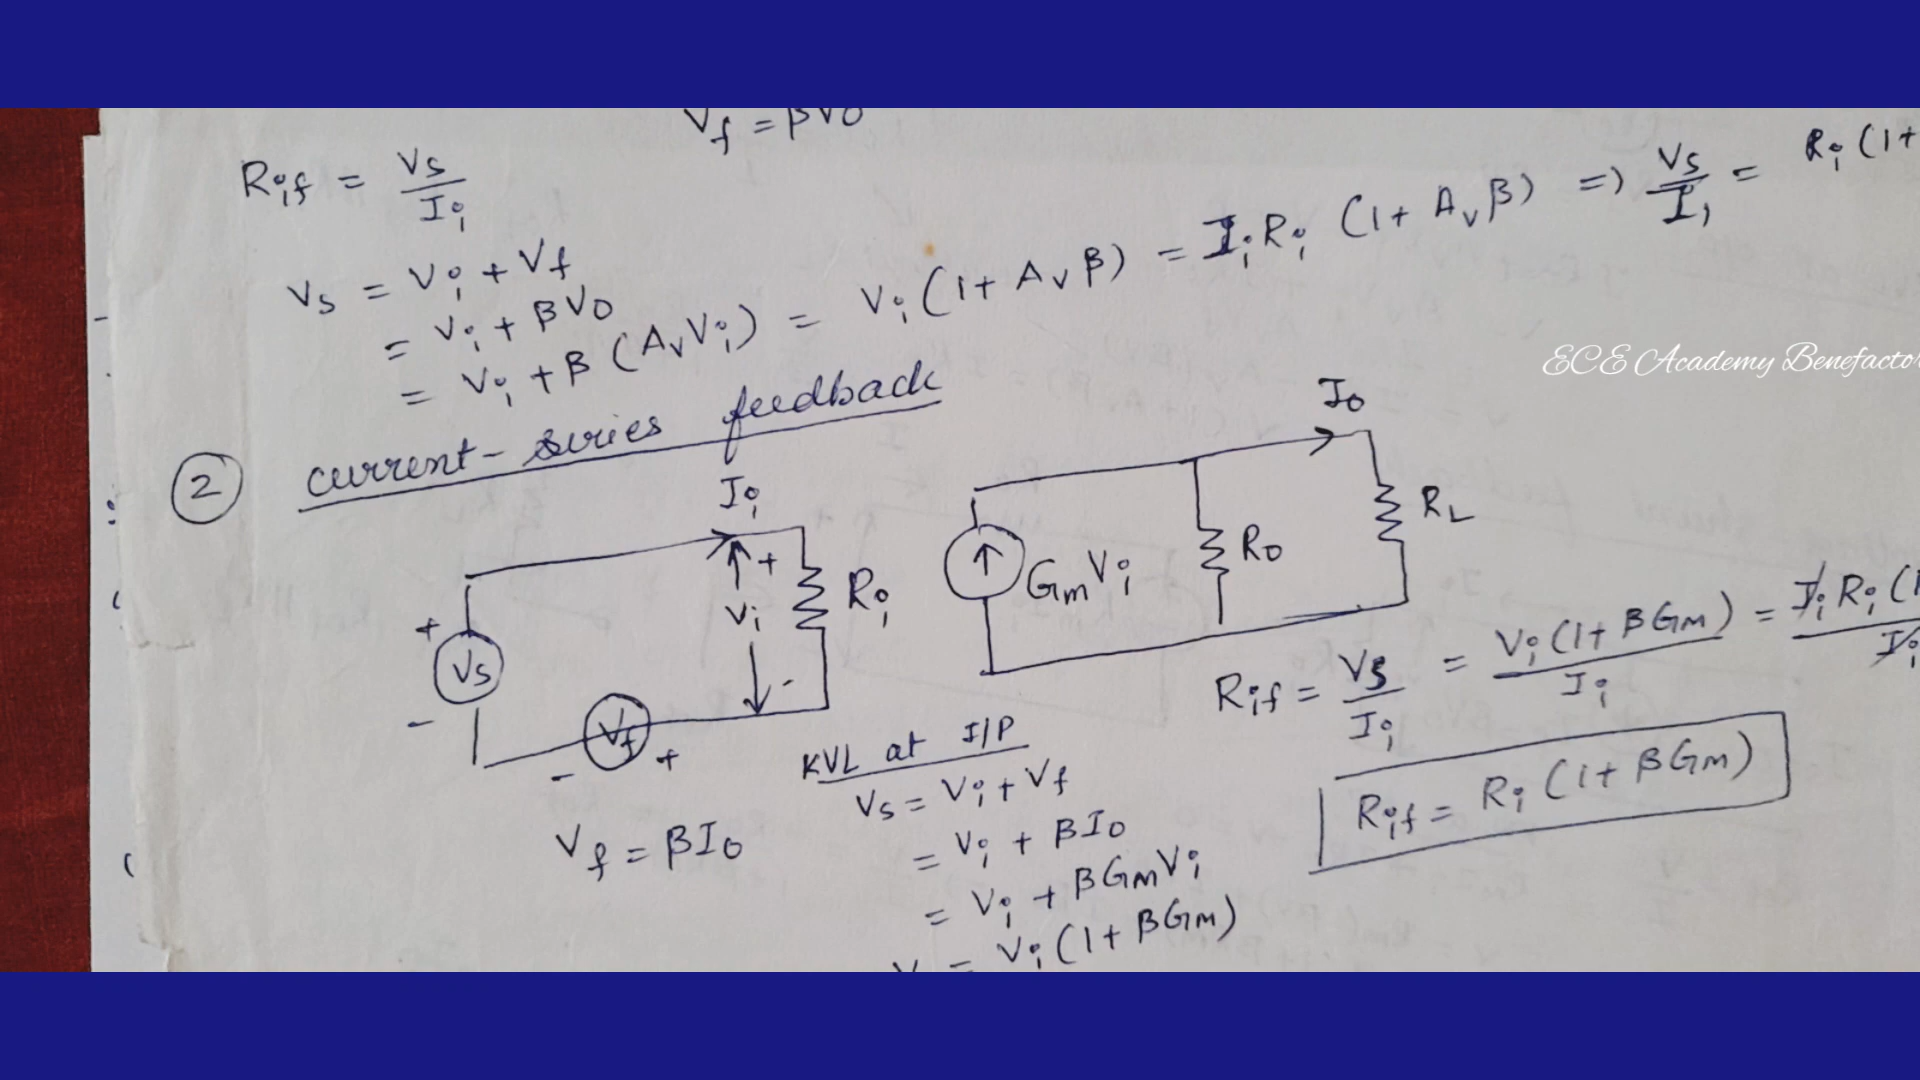 Vf = βVo
Rif = Vs / Ii
Vs = Vi + Vf
= Vi + βVo
= Vi + β (AvVi) = Vi (1 + Avβ) = IiRi (1 + Avβ) => Vs / Ii = Ri (1+
ECE Academy Benefactor
② current-series feedback
Io
Ii
+
Vi
-
Ri
+
Vs
-
Vf
-
+
GmVi
Ro
RL
Vf = βIo
KVL at I/P
Vs = Vi + Vf
= Vi + βIo
= Vi + βGmVi
= Vi (1 + βGm)
Rif = Vs / Ii = Vi (1 + βGm) / Ii = IiRi (1 / Ii
Rif = Ri (1 + βGm)